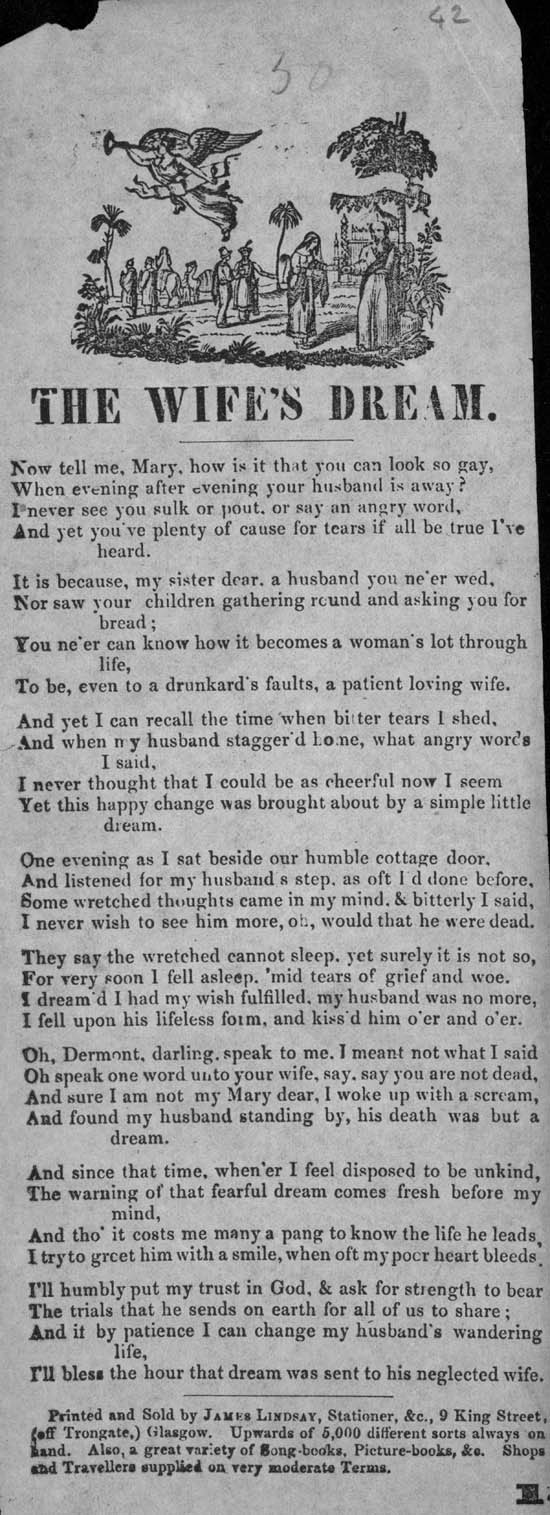 42
50
THE WIFE'S DREAM.
Now tell me, Mary, how is it that you can look so gay,
When evening after evening your husband is away?
I never see you sulk or pout. or say an angry word,
And yet you've plenty of cause for tears if all be true I've
heard.
It is because, my sister dear. a husband you ne'er wed,
Nor saw your children gathering round and asking you for
bread;
You ne'er can know how it becomes a woman's lot through
life,
To be, even to a drunkard's faults, a patient loving wife.
And yet I can recall the time when bitter tears I shed,
And when my husband stagger'd home, what angry words
I said,
I never thought that I could be as cheerful now I seem
Yet this happy change was brought about by a simple little
dream.
One evening as I sat beside our humble cottage door,
And listened for my husband s step, as oft I d done before,
Some wretched thoughts came in my mind, & bitterly I said,
I never wish to see him more, oh, would that he were dead.
They say the wretched cannot sleep. yet surely it is not so,
For very soon I fell asleep. 'mid tears of grief and woe.
I dream'd I had my wish fulfilled, my husband was no more,
I fell upon his lifeless form, and kiss'd him o'er and o'er.
Oh, Dermont, darling, speak to me. I meant not what I said
Oh speak one word unto your wife, say, say you are not dead,
And sure I am not my Mary dear, I woke up with a scream,
And found my husband standing by, his death was but a
dream.
And since that time, when'er I feel disposed to be unkind,
The warning of that fearful dream comes fresh before my
mind,
And tho' it costs me many a pang to know the life he leads,
I try to greet him with a smile, when oft my poor heart bleeds.
I'll humbly put my trust in God, & ask for strength to bear
The trials that he sends on earth for all of us to share;
And if by patience I can change my husband's wandering
life,
I'll bless the hour that dream was sent to his neglected wife.
Printed and Sold by JAMES LINDSAY, Stationer, &c., 9 King Street,
(off Trongate,) Glasgow. Upwards of 5,000 different sorts always on
hand. Also, a great variety of Song-books, Picture-books, &c. Shops
and Travellers supplied on very moderate Terms.